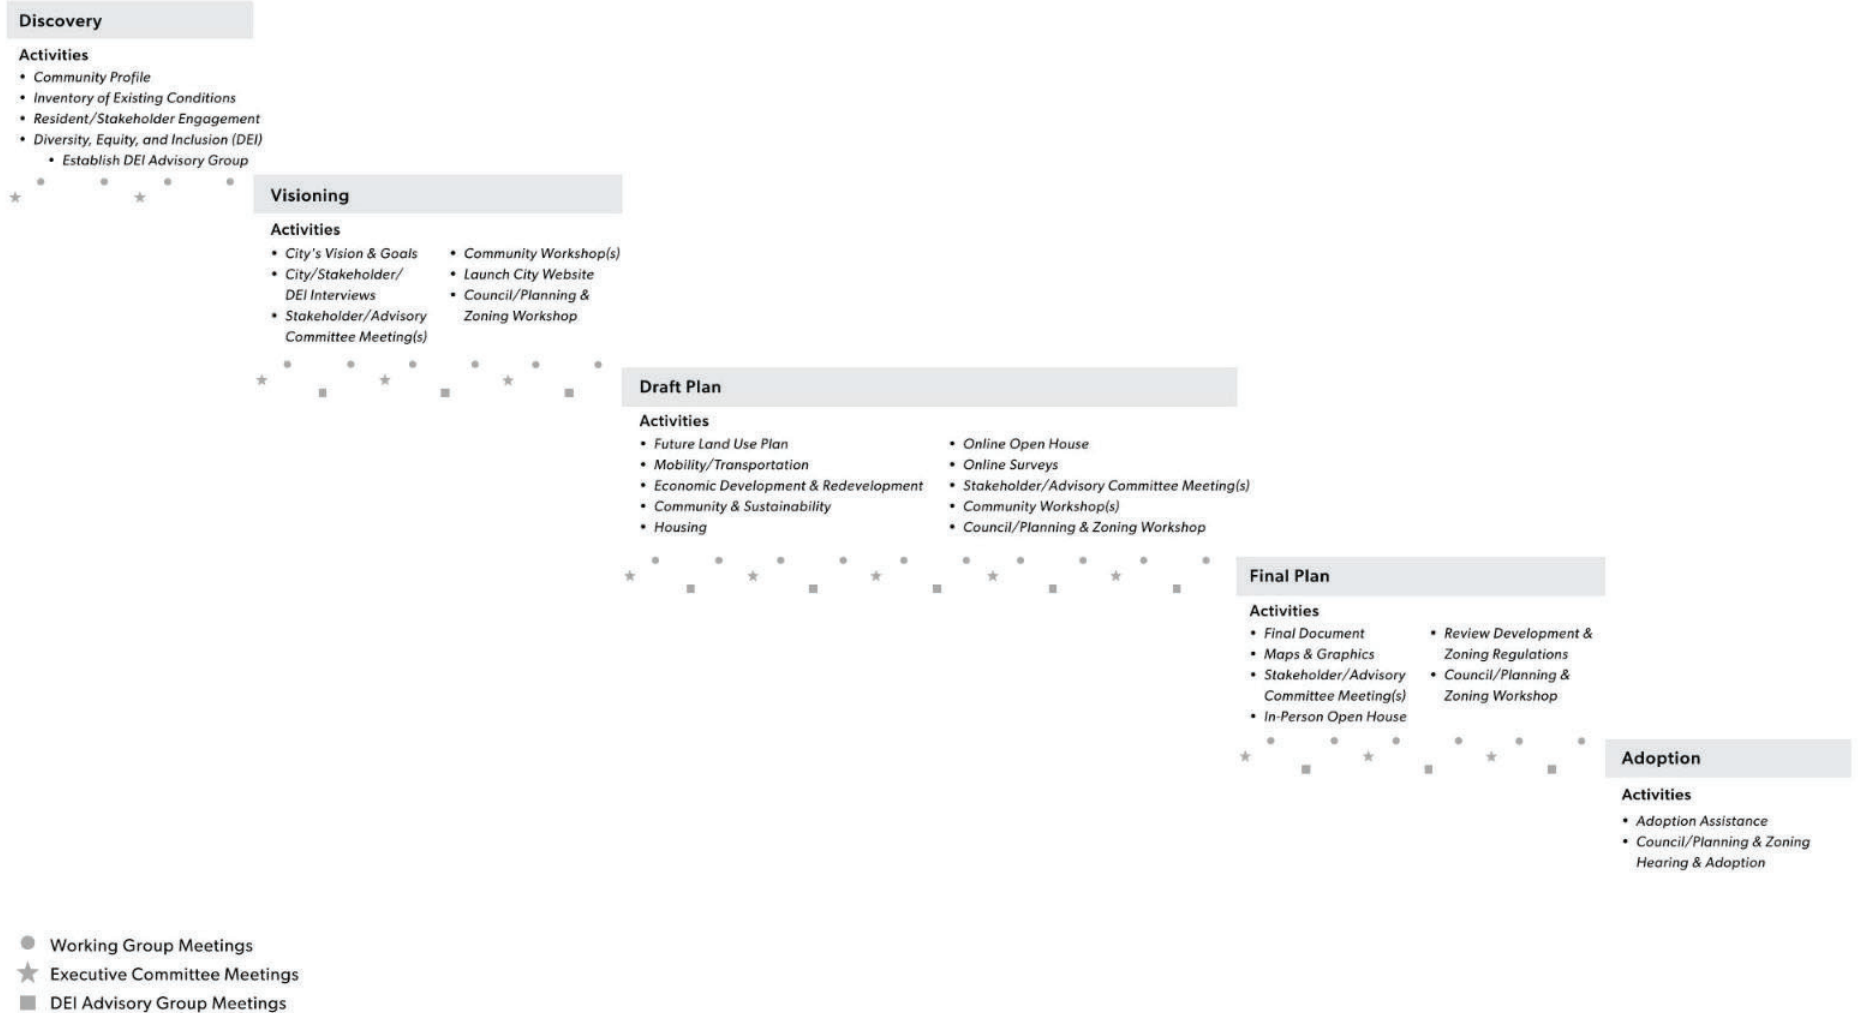 Discovery
Activities
• Community Profile
• Inventory of Existing Conditions
• Resident/Stakeholder Engagement
• Diversity, Equity, and Inclusion (DEI)
• Establish DEI Advisory Group
Visioning
Activities
• City's Vision & Goals
• City/Stakeholder/
DEI Interviews
• Stakeholder/Advisory
Committee Meeting(s)
• Community Workshop(s)
• Launch City Website
• Council/Planning &
Zoning Workshop
Draft Plan
Activities
• Future Land Use Plan
• Mobility/Transportation
• Economic Development & Redevelopment
• Community & Sustainability
• Housing
• Online Open House
• Online Surveys
• Stakeholder/Advisory Committee Meeting(s)
• Community Workshop(s)
• Council/Planning & Zoning Workshop
Final Plan
Activities
• Final Document
• Maps & Graphics
• Stakeholder/Advisory
Committee Meeting(s)
• In-Person Open House
• Review Development &
Zoning Regulations
• Council/Planning &
Zoning Workshop
Adoption
Activities
• Adoption Assistance
• Council/Planning & Zoning
Hearing & Adoption
Working Group Meetings
Executive Committee Meetings
DEI Advisory Group Meetings